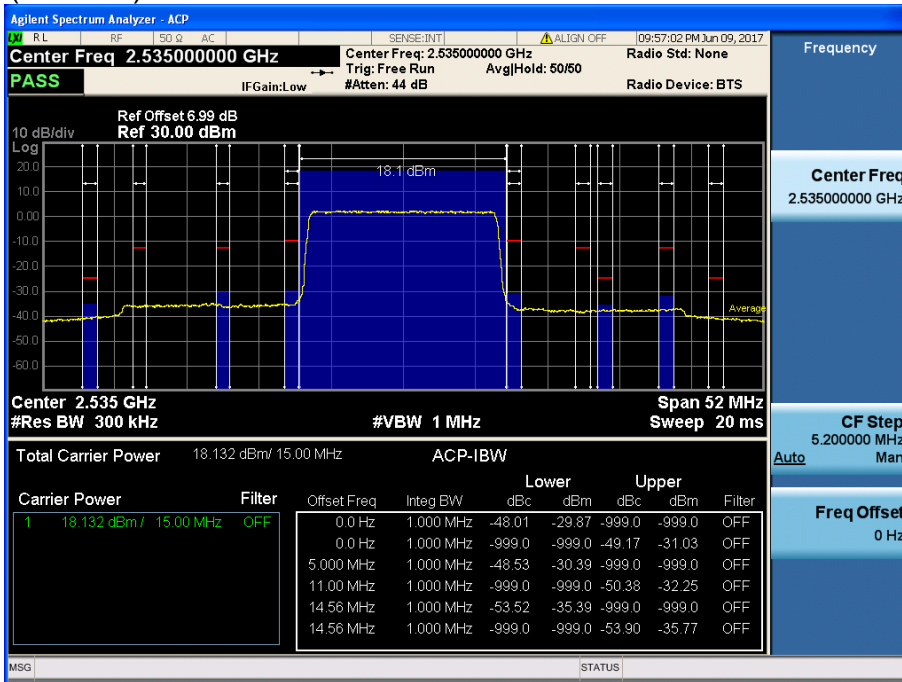 Agilent Spectrum Analyzer - ACP
LXI RL RF 50 Ω AC SENSE:INT ALIGN OFF 09:57:02 PM Jun 09, 2017
Center Freq 2.535000000 GHz Center Freq: 2.535000000 GHz Radio Std: None
Trig: Free Run Avg|Hold: 50/50
PASS IFGain:Low #Atten: 44 dB Radio Device: BTS
Ref Offset 6.99 dB
10 dB/div Ref 30.00 dBm
Log
20.0
10.0
0.00
-10.0
-20.0
-30.0
-40.0
-50.0
-60.0
18.1 dBm
Average
Center 2.535 GHz Span 52 MHz
#Res BW 300 kHz #VBW 1 MHz Sweep 20 ms
Total Carrier Power 18.132 dBm/ 15.00 MHz ACP-IBW
Lower Upper
Carrier Power Filter Offset Freq Integ BW dBc dBm dBc dBm Filter
1 18.132 dBm / 15.00 MHz OFF 0.0 Hz 1.000 MHz -48.01 -29.87 -999.0 -999.0 OFF
0.0 Hz 1.000 MHz -999.0 -999.0 -49.17 -31.03 OFF
5.000 MHz 1.000 MHz -48.53 -30.39 -999.0 -999.0 OFF
11.00 MHz 1.000 MHz -999.0 -999.0 -50.38 -32.25 OFF
14.56 MHz 1.000 MHz -53.52 -35.39 -999.0 -999.0 OFF
14.56 MHz 1.000 MHz -999.0 -999.0 -53.90 -35.77 OFF
MSG STATUS
Frequency
Center Freq
2.535000000 GHz
CF Step
5.200000 MHz
Auto Man
Freq Offset
0 Hz